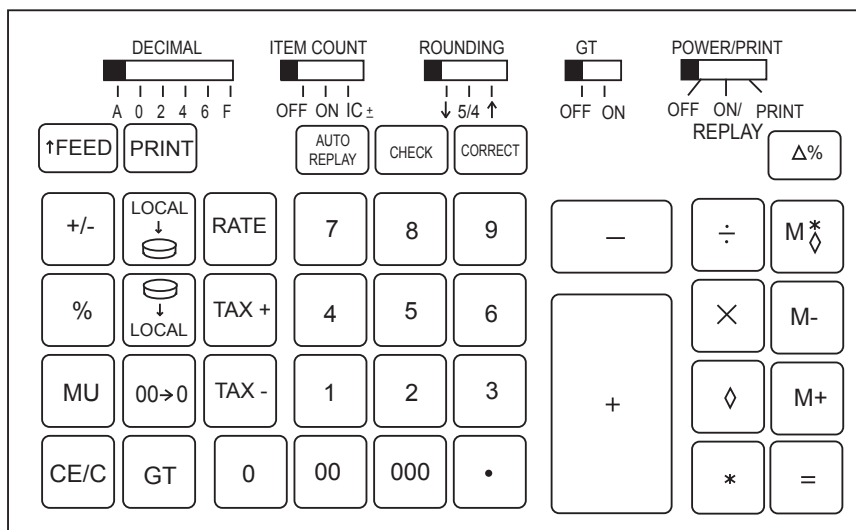 DECIMAL ITEM COUNT ROUNDING GT POWER/PRINT
A 0 2 4 6 F OFF ON IC ± ↓ 5/4 ↑ OFF ON OFF ON/ PRINT
REPLAY
↑FEED PRINT AUTO REPLAY CHECK CORRECT Δ%
+/- LOCAL ↓ RATE 7 8 9 — ÷ M*◊
% ↓ LOCAL TAX + 4 5 6 × M-
MU 00→0 TAX - 1 2 3 + ◊ M+
CE/C GT 0 00 000 • * =